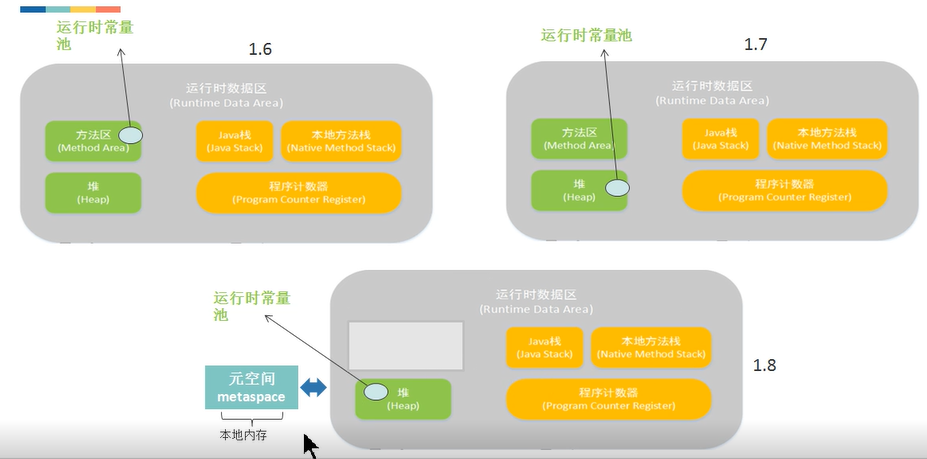 运行时常量
池
1.6
运行时数据区
(Runtime Data Area)
方法区
(Method Area)
Java栈
(Java Stack)
本地方法栈
(Native Method Stack)
堆
(Heap)
程序计数器
(Program Counter Register)
运行时常量池
1.7
运行时数据区
(Runtime Data Area)
方法区
(Method Area)
Java栈
(Java Stack)
本地方法栈
(Native Method Stack)
堆
(Heap)
程序计数器
(Program Counter Register)
运行时常量
池
运行时数据区
(Runtime Data Area)
Java栈
(Java Stack)
本地方法栈
(Native Method Stack)
1.8
元空间
metaspace
堆
(Heap)
程序计数器
(Program Counter Register)
本地内存